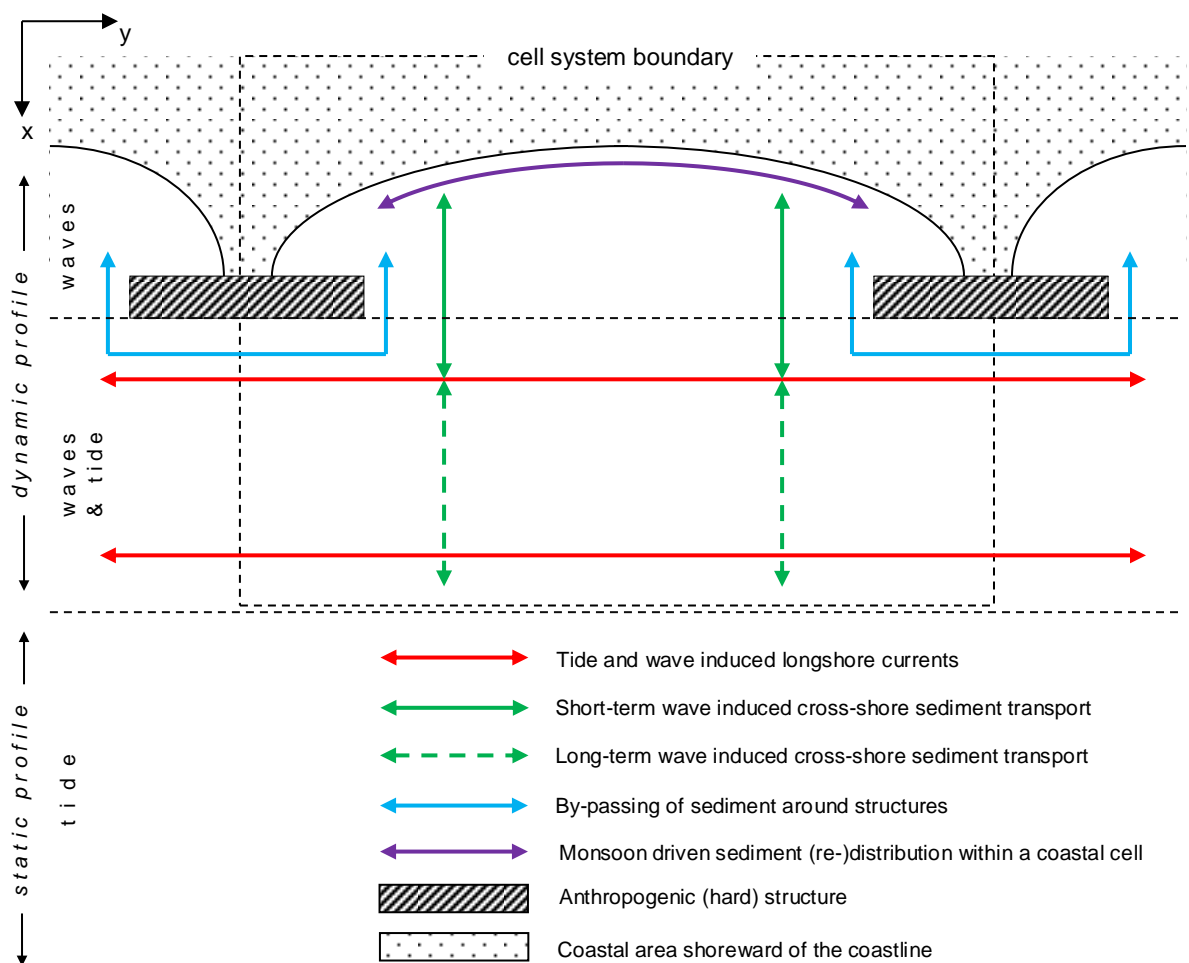 y
cell system boundary
x
dynamic profile
waves
waves
& tide
static profile
tide
Tide and wave induced longshore currents
Short-term wave induced cross-shore sediment transport
Long-term wave induced cross-shore sediment transport
By-passing of sediment around structures
Monsoon driven sediment (re-)distribution within a coastal cell
Anthropogenic (hard) structure
Coastal area shoreward of the coastline